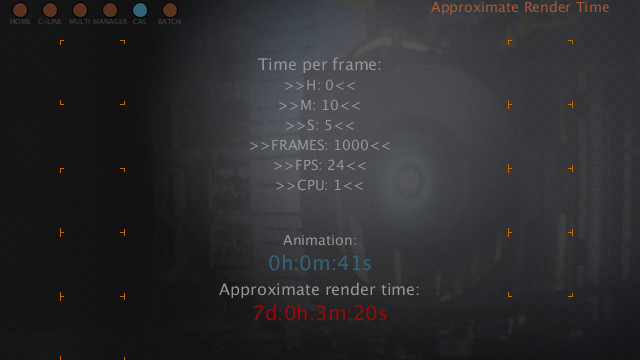 Approximate Render Time
HOME C-LINE MULTI MANAGER CAL BATCH
Time per frame:
>>H: 0<<
>>M: 10<<
>>S: 5<<
>>FRAMES: 1000<<
>>FPS: 24<<
>>CPU: 1<<
Animation:
0h:0m:41s
Approximate render time:
7d:0h:3m:20s